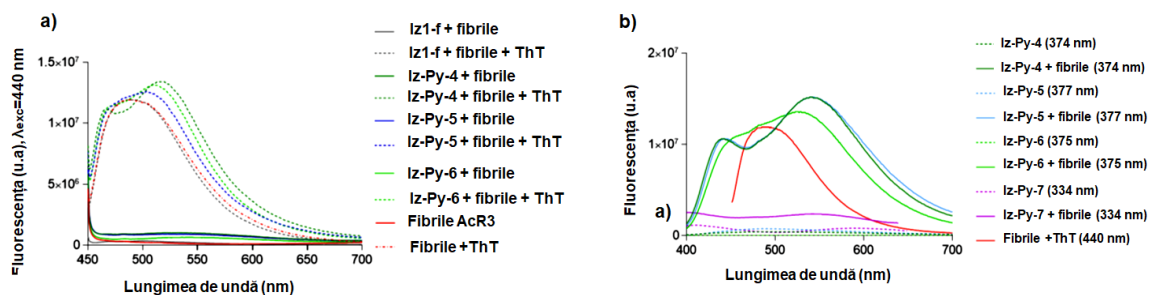 a)
Fluorescența (u.a), λexc=440 nm
1.5×10⁷
1.0×10⁷
5×10⁶
0
450 500 550 600 650 700
Lungimea de undă (nm)
Iz1-f + fibrile
Iz1-f + fibrile + ThT
Iz-Py-4 + fibrile
Iz-Py-4 + fibrile + ThT
Iz-Py-5 + fibrile
Iz-Py-5 + fibrile + ThT
Iz-Py-6 + fibrile
Iz-Py-6 + fibrile + ThT
Fibrile AcR3
Fibrile +ThT
b)
Fluorescența (u.a)
2×10⁷
1×10⁷
a)
0
400 500 600 700
Lungimea de undă (nm)
Iz-Py-4 (374 nm)
Iz-Py-4 + fibrile (374 nm)
Iz-Py-5 (377 nm)
Iz-Py-5 + fibrile (377 nm)
Iz-Py-6 (375 nm)
Iz-Py-6 + fibrile (375 nm)
Iz-Py-7 (334 nm)
Iz-Py-7 + fibrile (334 nm)
Fibrile +ThT (440 nm)